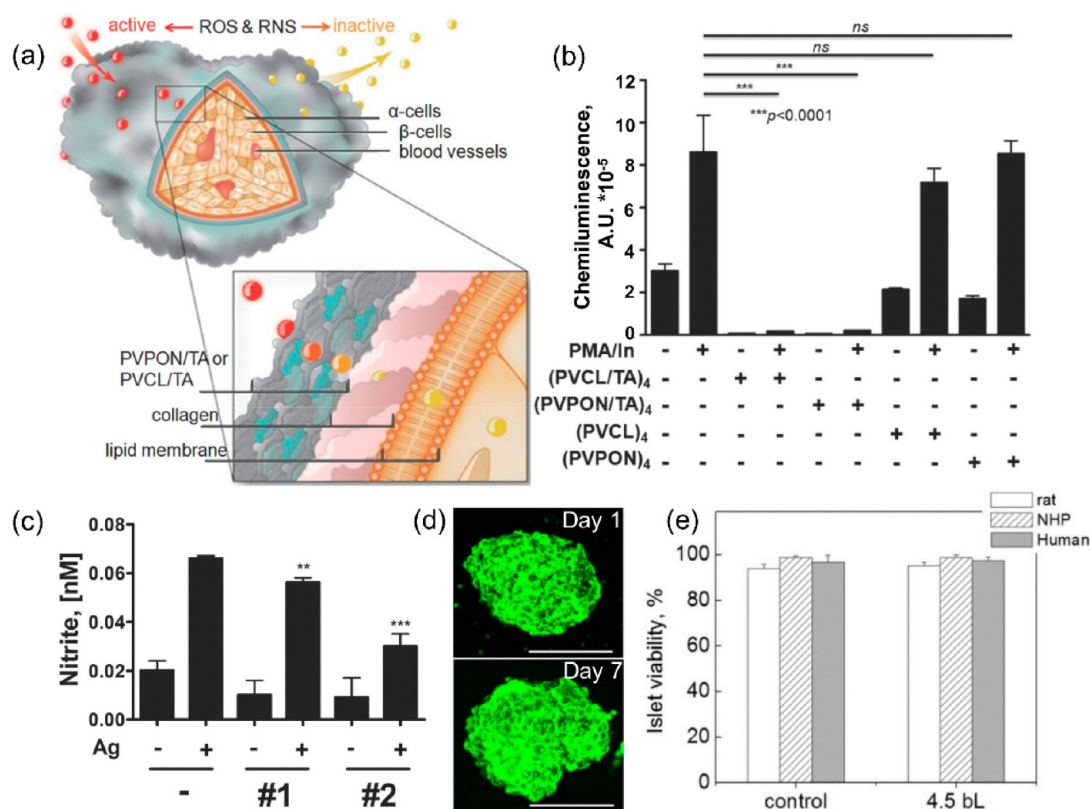 (a)
active ← ROS & RNS → inactive
α-cells
β-cells
blood vessels
PVPON/TA or
PVCL/TA
collagen
lipid membrane
(b)
ns
ns
***
***
***p<0.0001
Chemiluminescence,
A.U. *10⁻⁵
12
10
8
6
4
2
0
PMA/In - + - + - + - + - +
(PVCL/TA)₄ - - + + - - - - - -
(PVPON/TA)₄ - - - - + + - - - -
(PVCL)₄ - - - - - - + + - -
(PVPON)₄ - - - - - - - - + +
(c)
Nitrite, [nM]
0.08
0.06
0.04
0.02
0.00
**
***
Ag - + - + - +
- #1 #2
(d)
Day 1
Day 7
(e)
rat
NHP
Human
Islet viability, %
100
80
60
40
20
0
control 4.5 bL